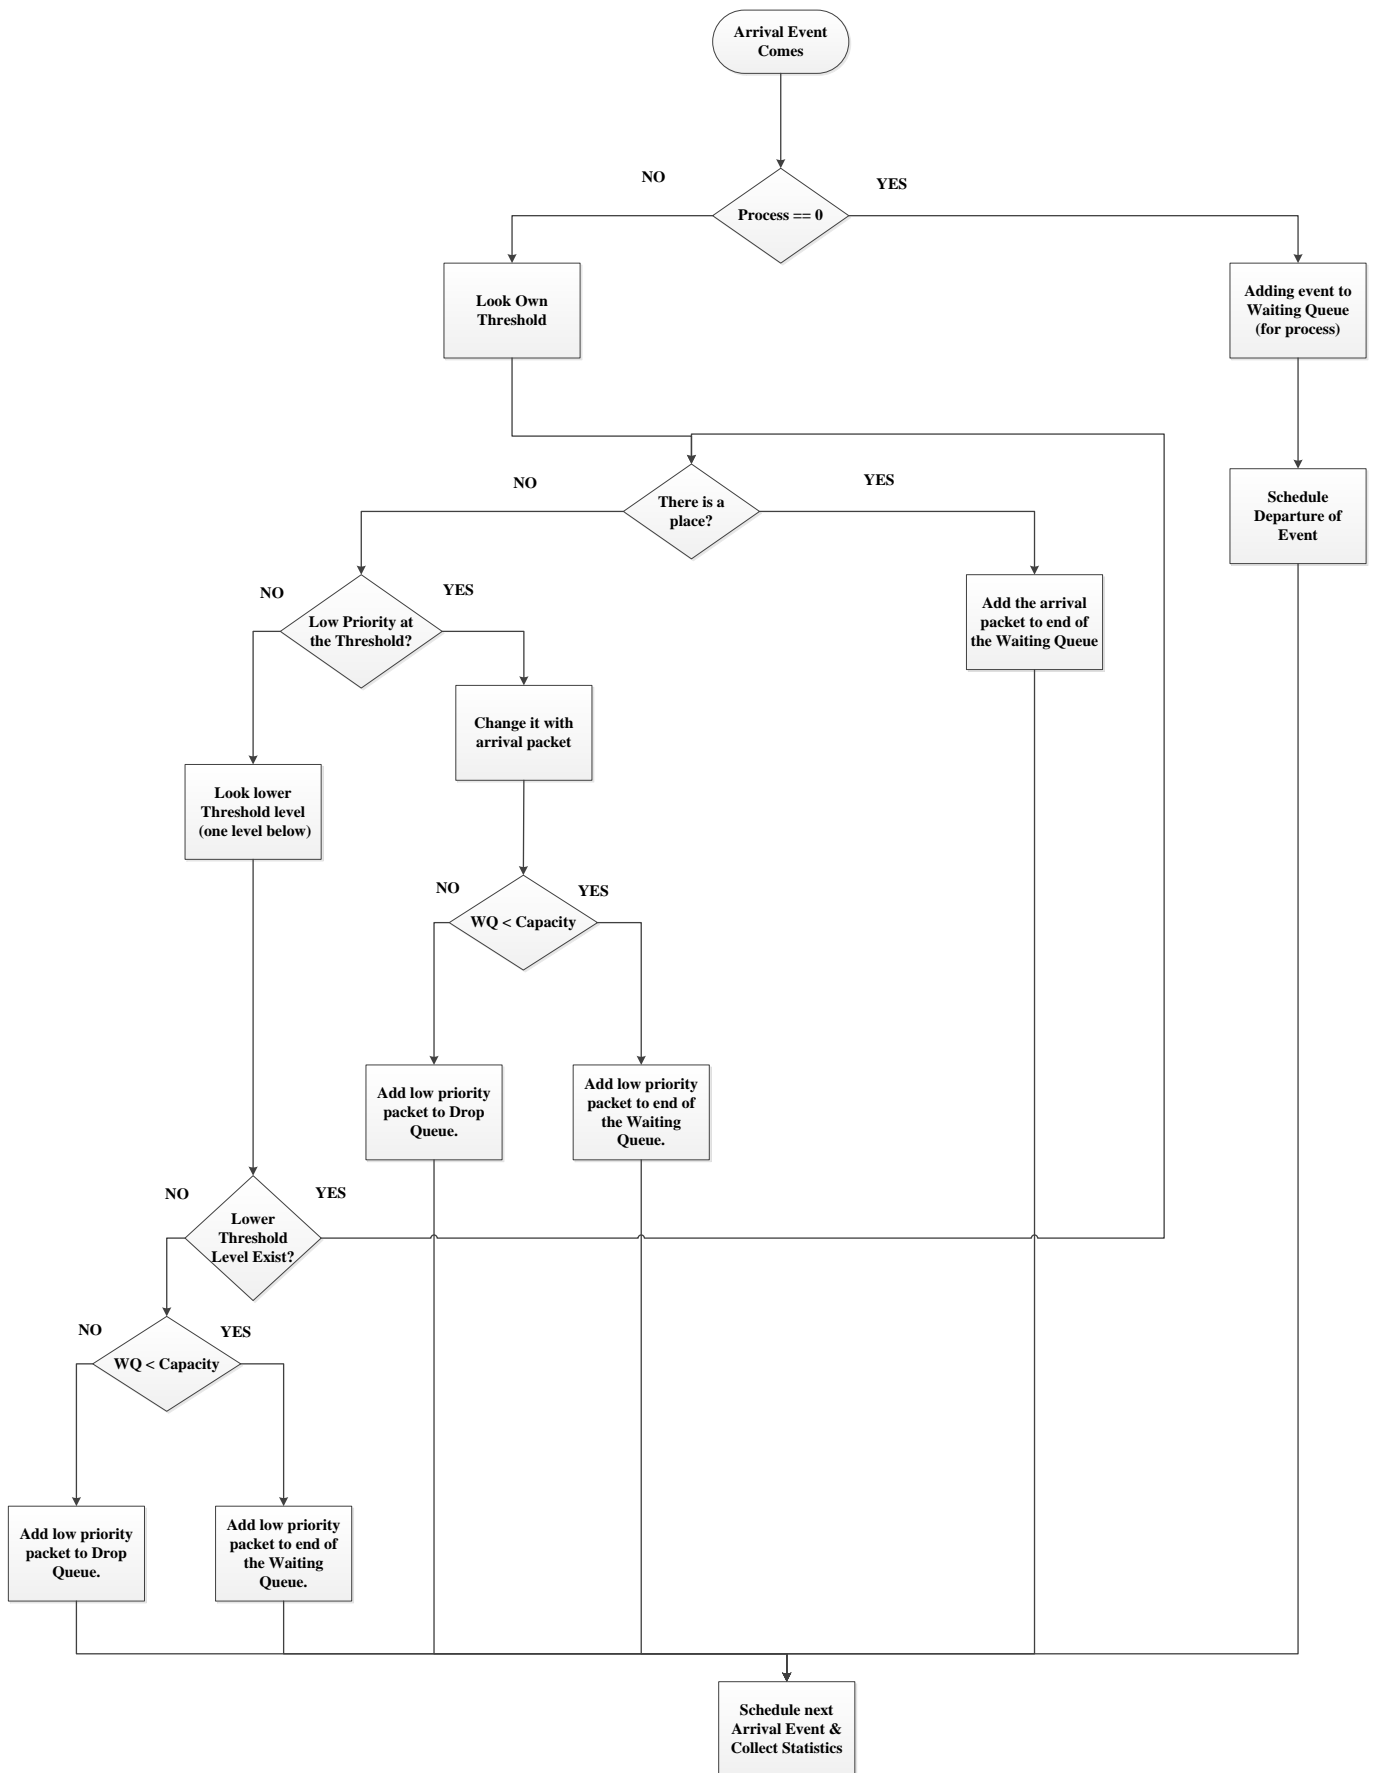 Arrival Event
Comes
NO
YES
Process == 0
Look Own
Threshold
Adding event to
Waiting Queue
(for process)
NO
YES
There is a
place?
Schedule
Departure of
Event
NO
YES
Low Priority at
the Threshold?
Add the arrival
packet to end of
the Waiting Queue
Change it with
arrival packet
Look lower
Threshold level
(one level below)
NO
YES
WQ < Capacity
Add low priority
packet to Drop
Queue.
Add low priority
packet to end of
the Waiting
Queue.
NO
YES
Lower
Threshold
Level Exist?
NO
YES
WQ < Capacity
Add low priority
packet to Drop
Queue.
Add low priority
packet to end of
the Waiting
Queue.
Schedule next
Arrival Event &
Collect Statistics